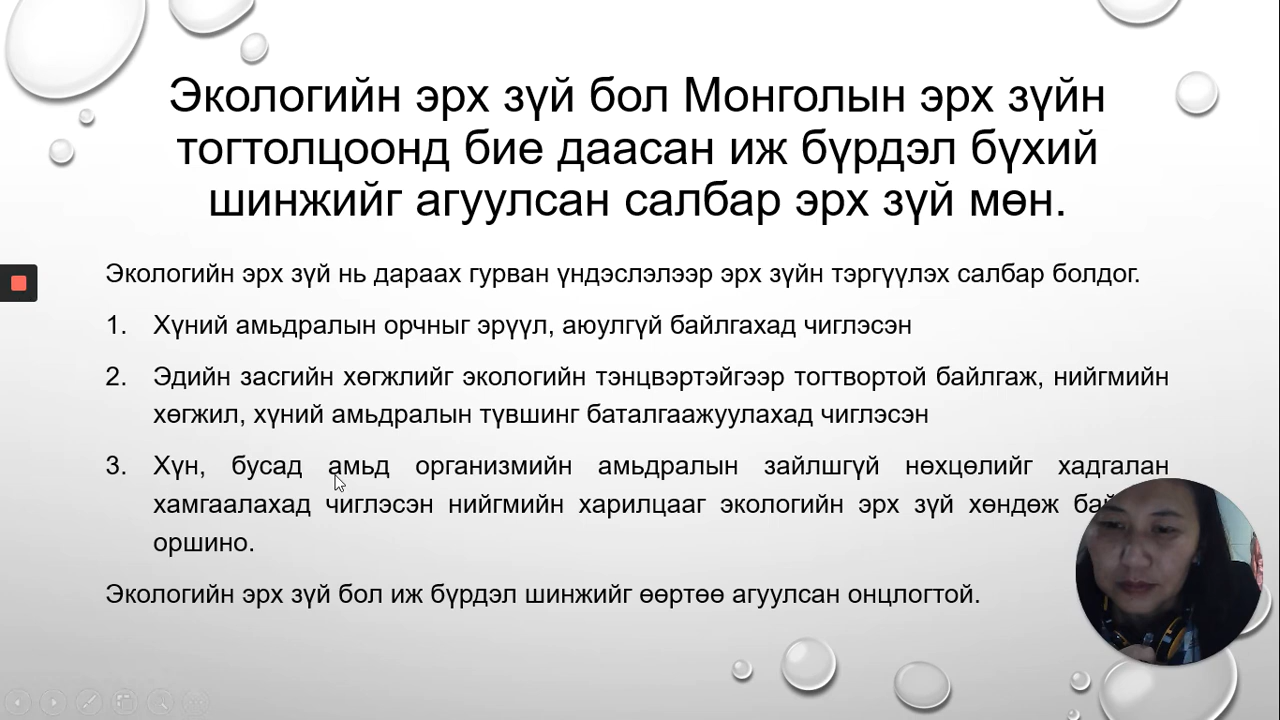 Экологийн эрх зүй бол Монголын эрх зүйн
тогтолцоонд бие даасан иж бүрдэл бүхий
шинжийг агуулсан салбар эрх зүй мөн.
Экологийн эрх зүй нь дараах гурван үндэслэлээр эрх зүйн тэргүүлэх салбар болдог.
1. Хүний амьдралын орчныг эрүүл, аюулгүй байлгахад чиглэсэн
2. Эдийн засгийн хөгжлийг экологийн тэнцвэртэйгээр тогтвортой байлгаж, нийгмийн
хөгжил, хүний амьдралын түвшинг баталгаажуулахад чиглэсэн
3. Хүн, бусад амьд организмийн амьдралын зайлшгүй нөхцөлийг хадгалан
хамгаалахад чиглэсэн нийгмийн харилцааг экологийн эрх зүй хөндөж
оршино.
Экологийн эрх зүй бол иж бүрдэл шинжийг өөртөө агуулсан онцлогтой.